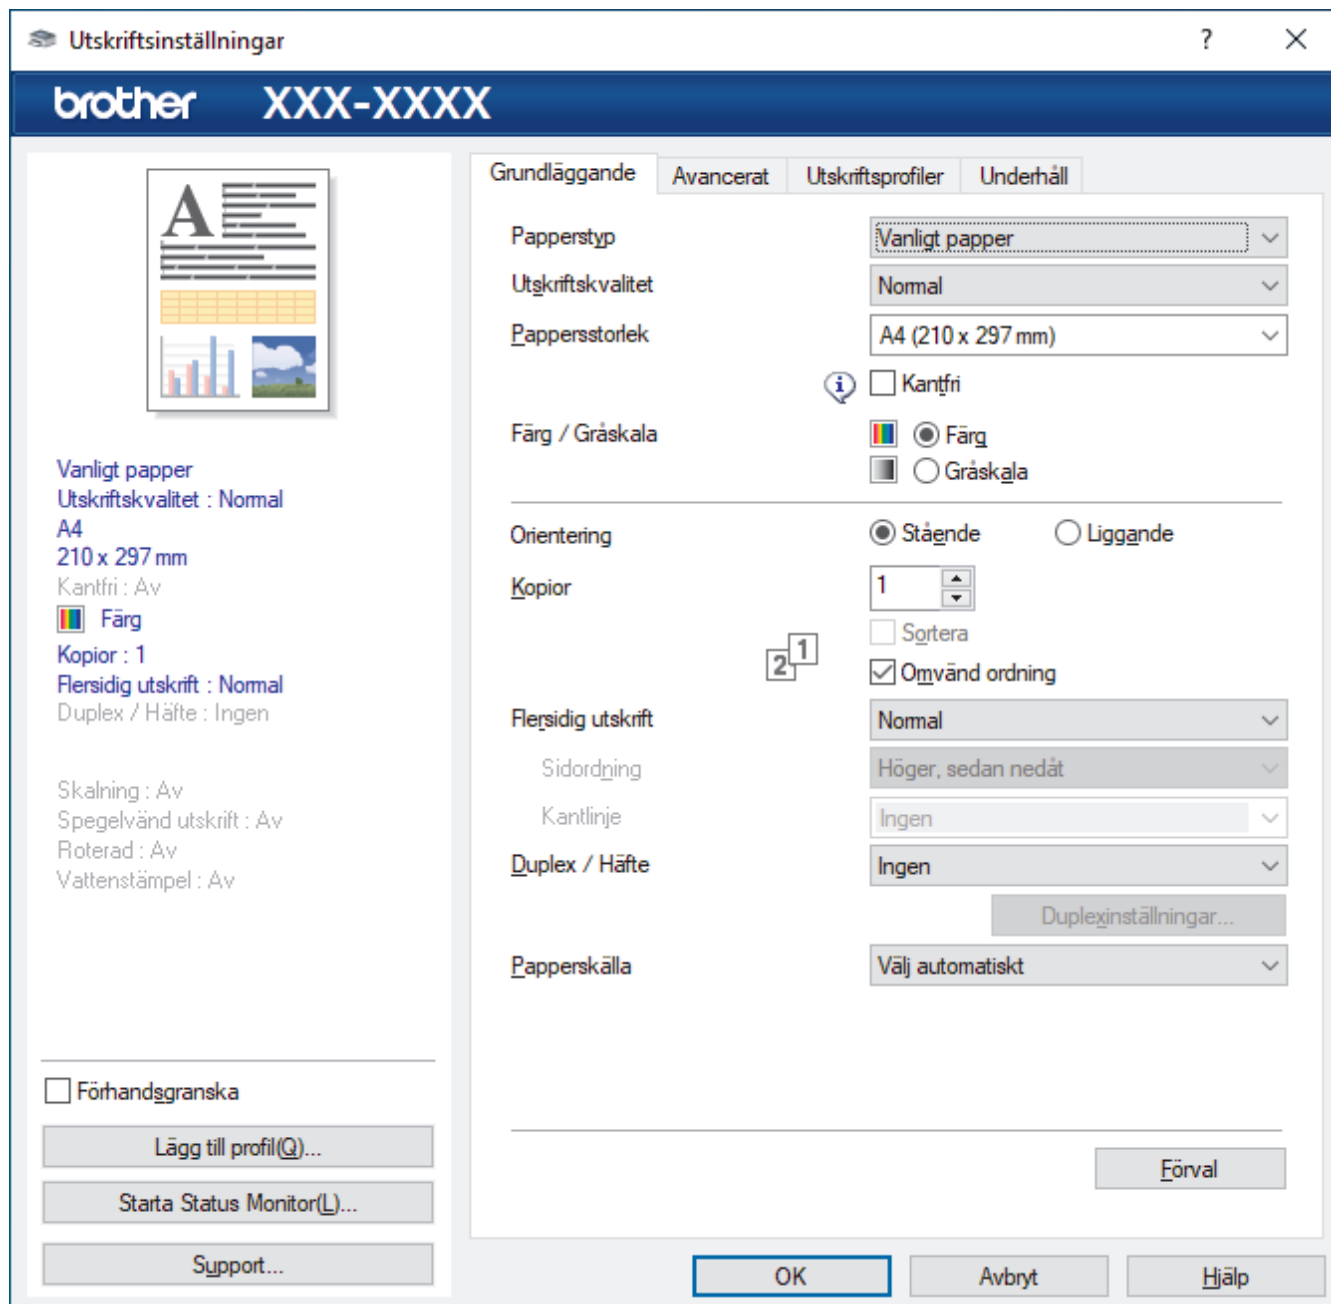 Utskriftsinställningar ?
brother XXX-XXXX
A
Vanligt papper
Utskriftskvalitet : Normal
A4
210 x 297 mm
Kantfri : Av
Färg
Kopior : 1
Flersidig utskrift : Normal
Duplex / Häfte : Ingen
Skalning : Av
Spegelvänd utskrift : Av
Roterad : Av
Vattenstämpel : Av
Förhandsgranska
Lägg till profil(Q)...
Starta Status Monitor(L)...
Support...
Grundläggande Avancerat Utskriftsprofiler Underhåll
Papperstyp Vanligt papper
Utskriftskvalitet Normal
Pappersstorlek A4 (210 x 297 mm)
i Kantfri
Färg / Gråskala Färg
Gråskala
Orientering Stående Liggande
Kopior 1
Sortera
2 1 Omvänd ordning
Flersidig utskrift Normal
Sidordning Höger, sedan nedåt
Kantlinje Ingen
Duplex / Häfte Ingen
Duplexinställningar...
Papperskälla Välj automatiskt
Förval
OK Avbryt Hjälp